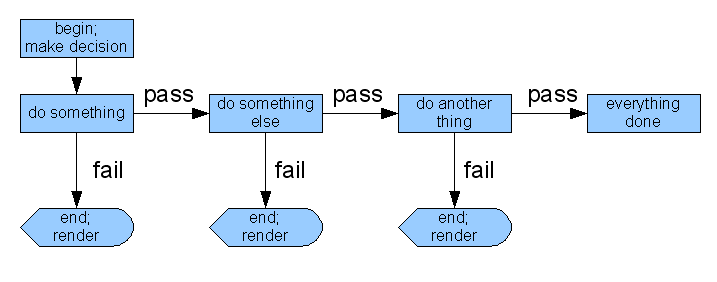 begin;
make decision
do something
pass
do something
else
pass
do another
thing
pass
everything
done
fail
fail
fail
end;
render
end;
render
end;
render